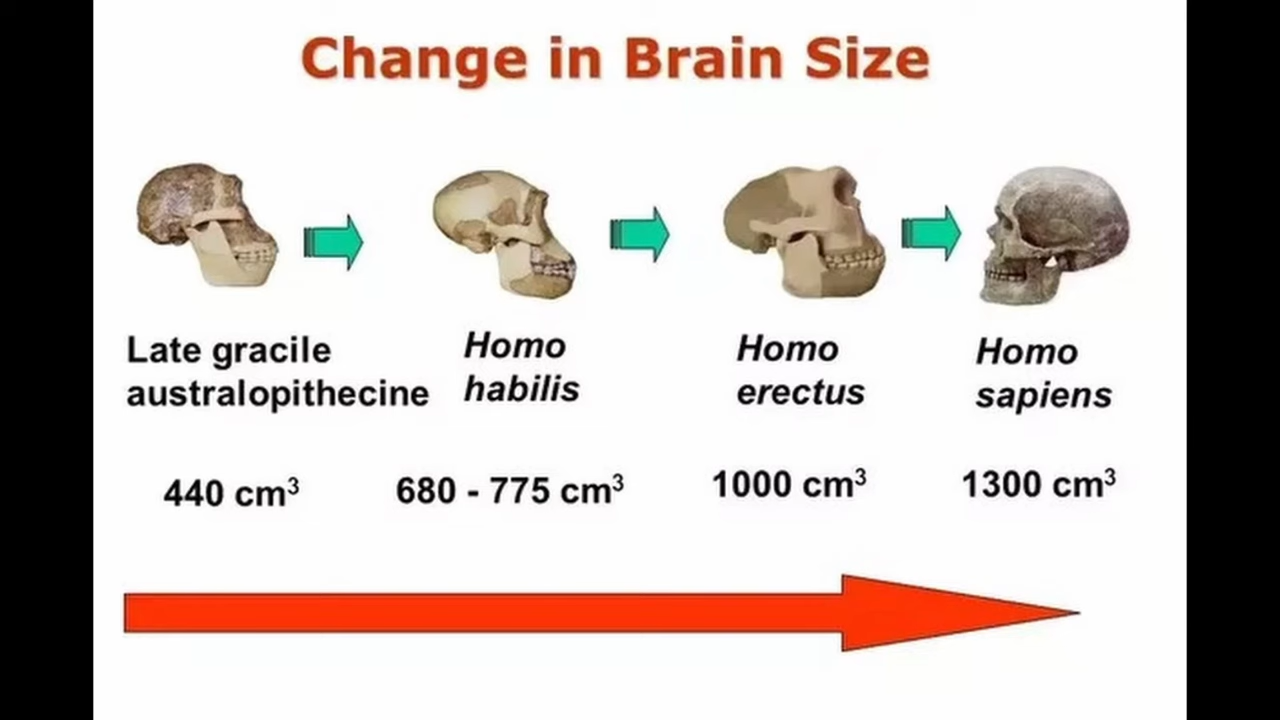 Change in Brain Size
Late gracile
australopithecine
Homo
habilis
Homo
erectus
Homo
sapiens
440 cm³
680 - 775 cm³
1000 cm³
1300 cm³